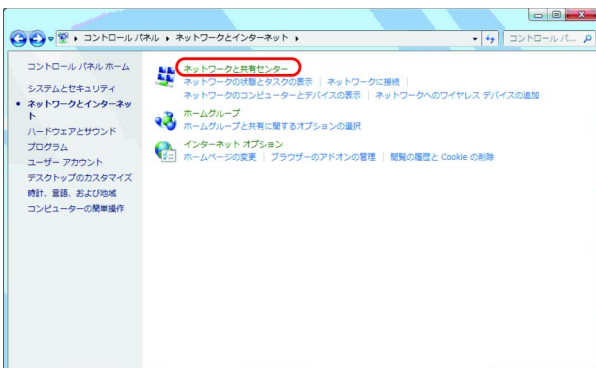 コントロール パネル ▸ ネットワークとインターネット ▸
コントロール パ...
コントロール パネル ホーム
システムとセキュリティ
ネットワークとインターネッ
ト
ハードウェアとサウンド
プログラム
ユーザー アカウント
デスクトップのカスタマイズ
時計、言語、および地域
コンピューターの簡単操作
ネットワークと共有センター
ネットワークの状態とタスクの表示 | ネットワークに接続 |
ネットワークのコンピューターとデバイスの表示 | ネットワークへのワイヤレス デバイスの追加
ホームグループ
ホームグループと共有に関するオプションの選択
インターネット オプション
ホームページの変更 | ブラウザーのアドオンの管理 | 閲覧の履歴と Cookie の削除